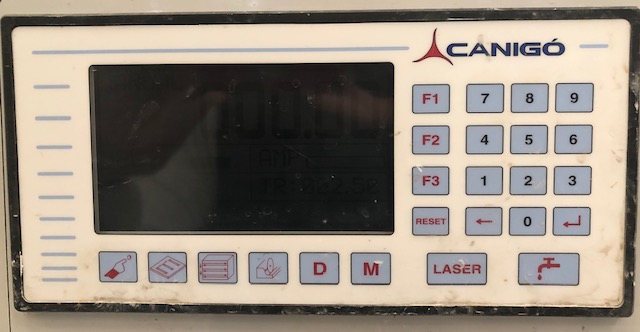 CANIGÓ
F1 7 8 9
F2 4 5 6
F3 1 2 3
RESET ← 0 ↵
D M LASER